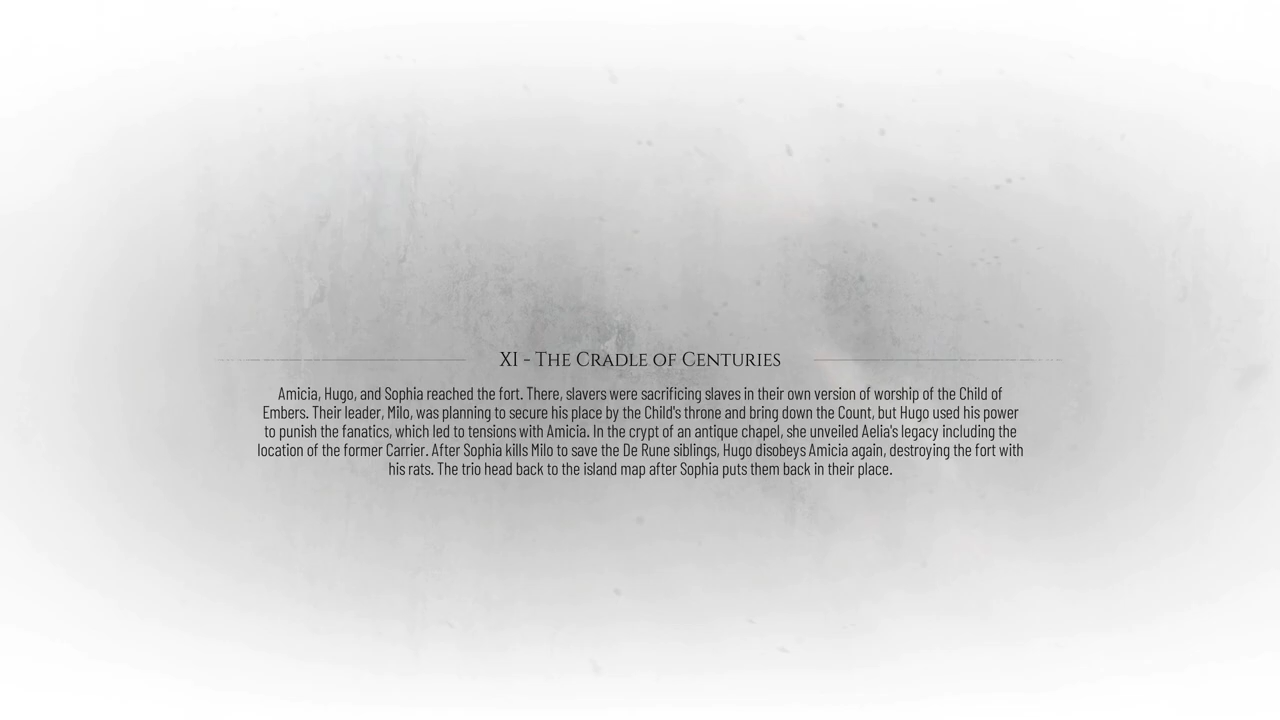 XI - The Cradle of Centuries
Amicia, Hugo, and Sophia reached the fort. There, slavers were sacrificing slaves in their own version of worship of the Child of
Embers. Their leader, Milo, was planning to secure his place by the Child's throne and bring down the Count, but Hugo used his power
to punish the fanatics, which led to tensions with Amicia. In the crypt of an antique chapel, she unveiled Aelia's legacy including the
location of the former Carrier. After Sophia kills Milo to save the De Rune siblings, Hugo disobeys Amicia again, destroying the fort with
his rats. The trio head back to the island map after Sophia puts them back in their place.